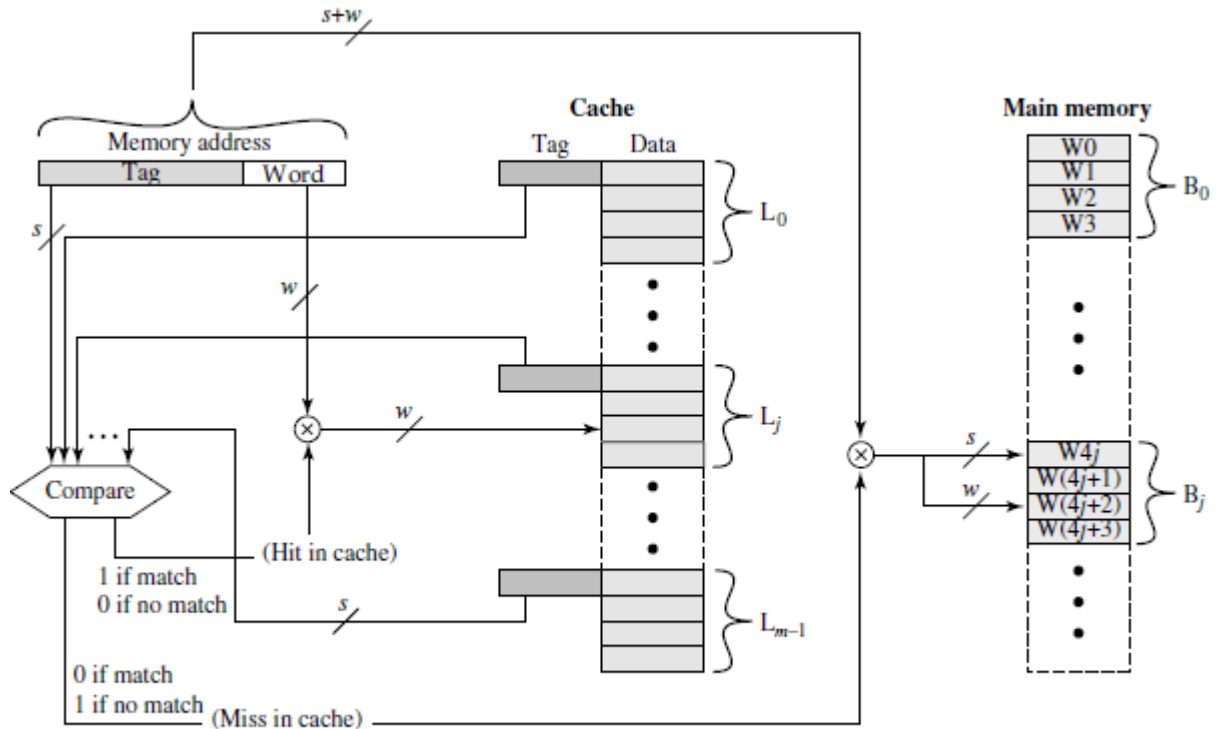 s+w
Cache
Main memory
Memory address
Tag
Data
Tag
Word
W0
W1
W2
W3
B0
L0
s
w
w
Lj
s
W4j
W(4j+1)
W(4j+2)
W(4j+3)
w
Bj
...
Compare
(Hit in cache)
1 if match
0 if no match
s
Lm–1
0 if match
1 if no match
(Miss in cache)